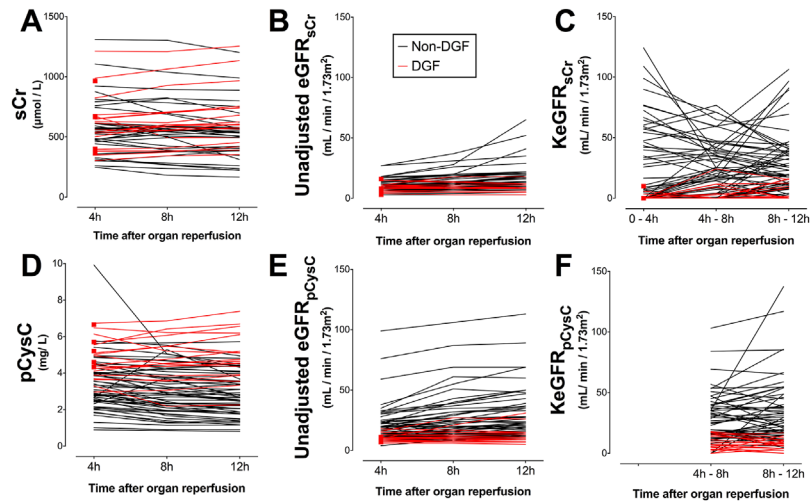 A
sCr
(μmol / L)
1500
1000
500
0
4h
8h
12h
Time after organ reperfusion
B
Unadjusted eGFRsCr
(mL / min / 1.73m²)
150
100
50
0
Non-DGF
DGF
4h
8h
12h
Time after organ reperfusion
C
KeGFRsCr
(mL / min / 1.73m²)
150
100
50
0
0 - 4h
4h - 8h
8h - 12h
Time after organ reperfusion
D
pCysC
(mg/ L)
10
8
6
4
2
0
4h
8h
12h
Time after organ reperfusion
E
Unadjusted eGFRpCysC
(mL / min / 1.73m²)
150
100
50
0
4h
8h
12h
Time after organ reperfusion
F
KeGFRpCysC
(mL / min / 1.73m²)
150
100
50
0
4h - 8h
8h - 12h
Time after organ reperfusion